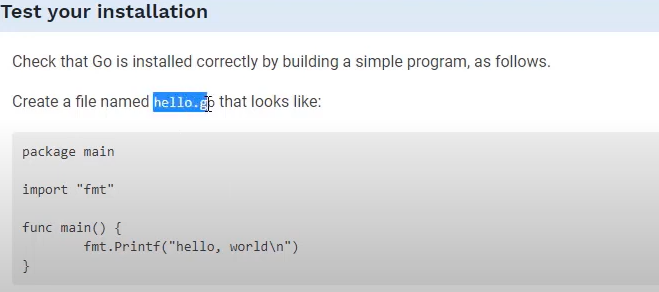 Test your installation
Check that Go is installed correctly by building a simple program, as follows.
Create a file named hello.go that looks like:
package main
import "fmt"
func main() {
        fmt.Printf("hello, world\n")
}